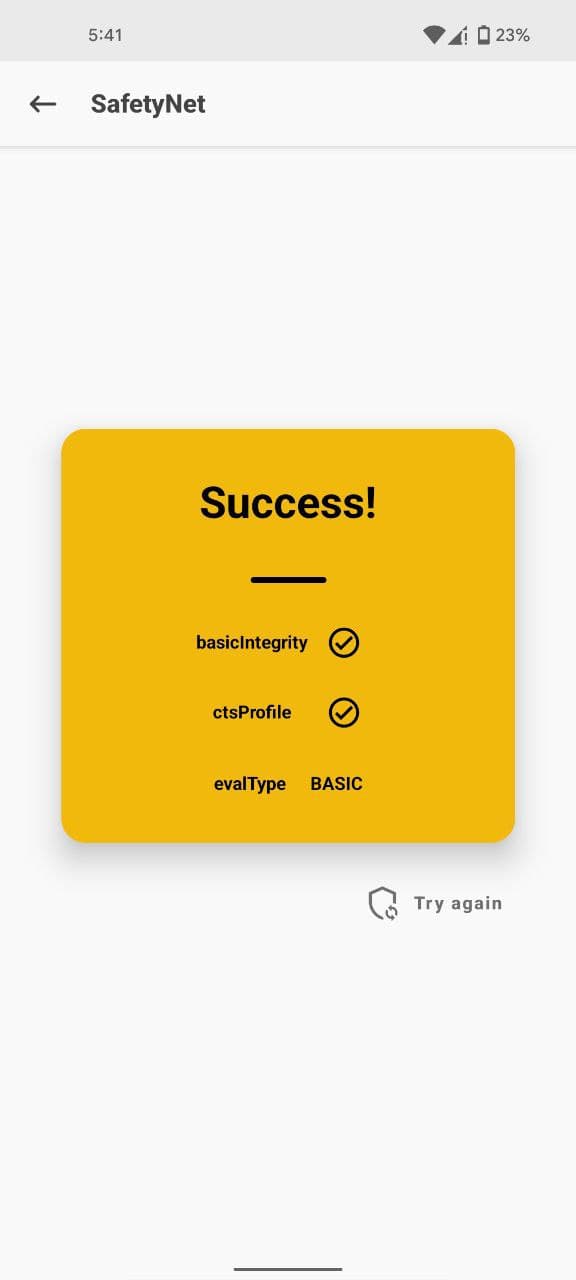 5:41
23%
SafetyNet
Success!
basicIntegrity
ctsProfile
evalType BASIC
Try again